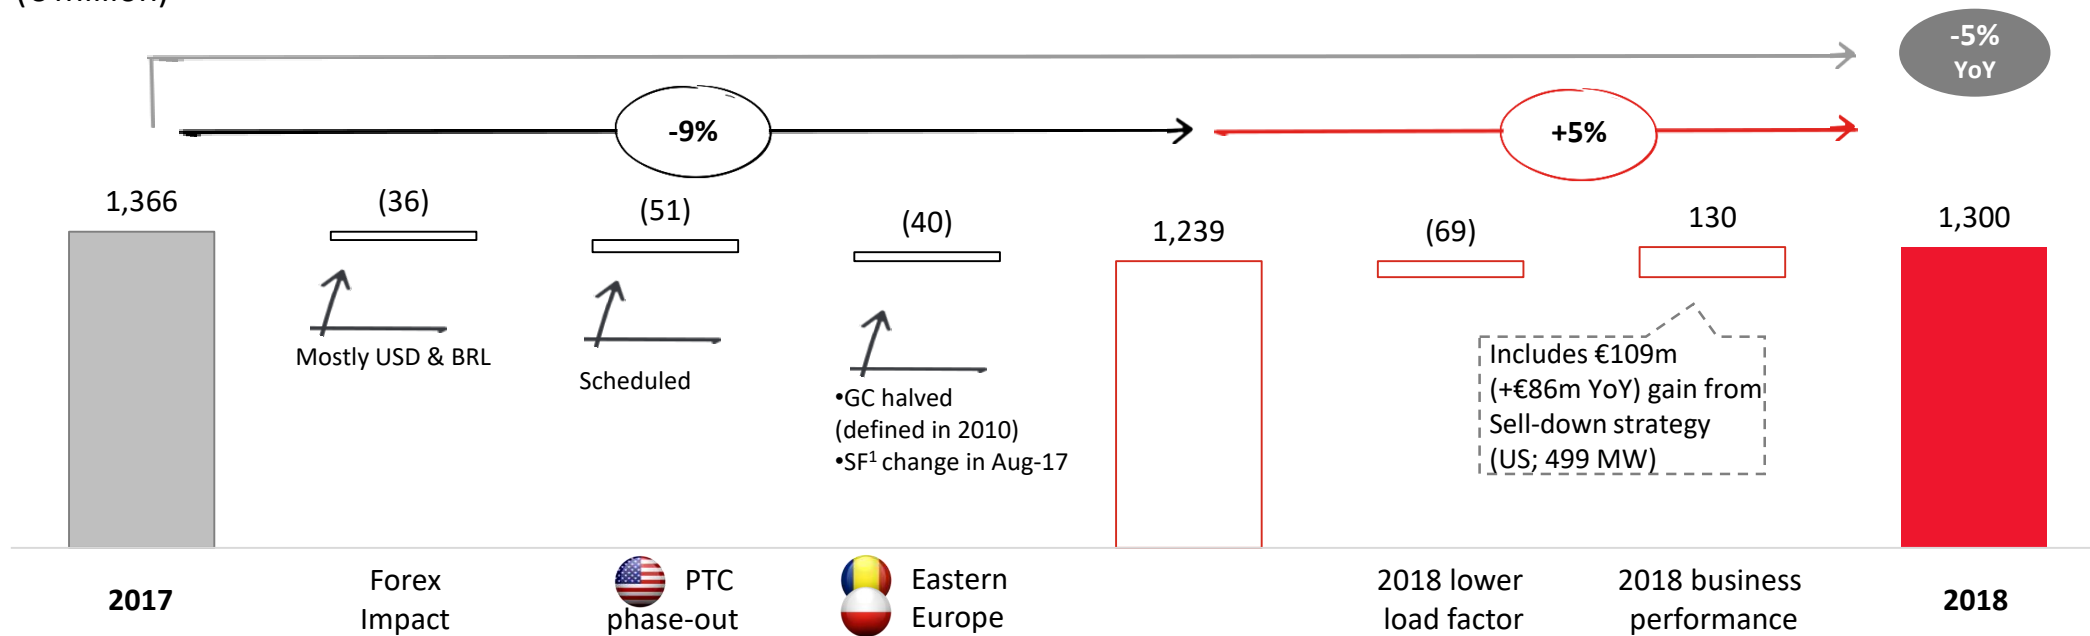 -5%
YoY
-9%
+5%
1,366
(36)
(51)
(40)
1,239
(69)
130
1,300
Mostly USD & BRL
Scheduled
•GC halved
(defined in 2010)
•SF¹ change in Aug-17
Includes €109m
(+€86m YoY) gain from
Sell-down strategy
(US; 499 MW)
2017
Forex
Impact
PTC
phase-out
Eastern
Europe
2018 lower
load factor
2018 business
performance
2018